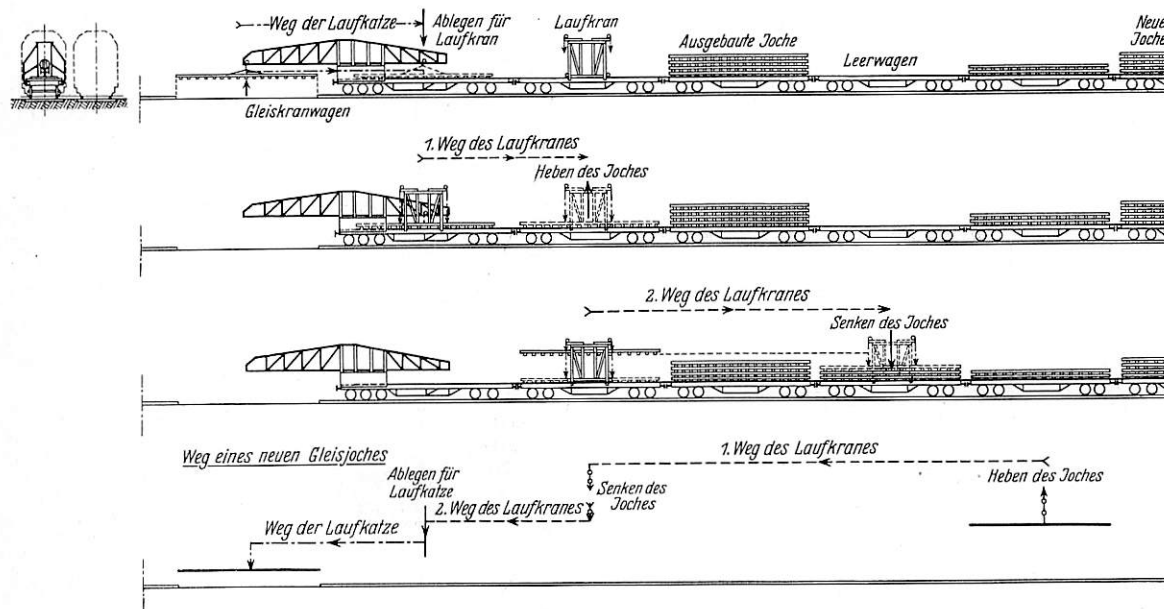 Weg der Laufkatze
Ablegen für
Laufkran
Laufkran
Ausgebaute Joche
Leerwagen
Neue
Joche
Gleiskranwagen
1. Weg des Laufkranes
Heben des Joches
2. Weg des Laufkranes
Senken des Joches
Weg eines neuen Gleisjoches
1. Weg des Laufkranes
Ablegen für
Laufkatze
Senken des
Joches
Heben des Joches
2. Weg des Laufkranes
Weg der Laufkatze